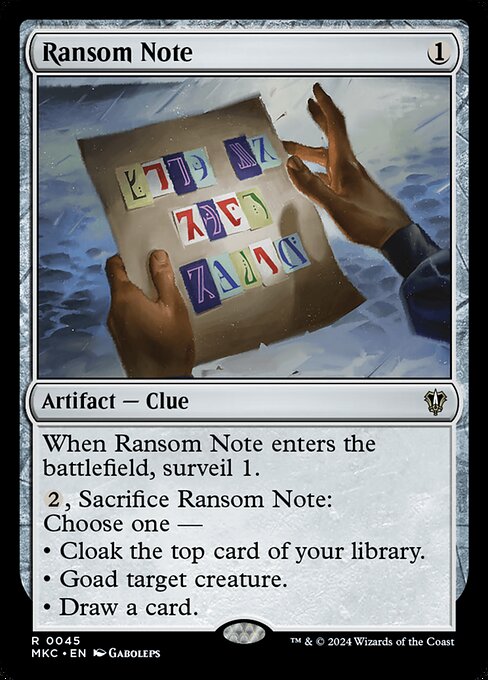 Ransom Note 1
Artifact — Clue
When Ransom Note enters the
battlefield, surveil 1.
2, Sacrifice Ransom Note:
Choose one —
• Cloak the top card of your library.
• Goad target creature.
• Draw a card.
R 0045
MKC • EN Gaboleps
™ & © 2024 Wizards of the Coast